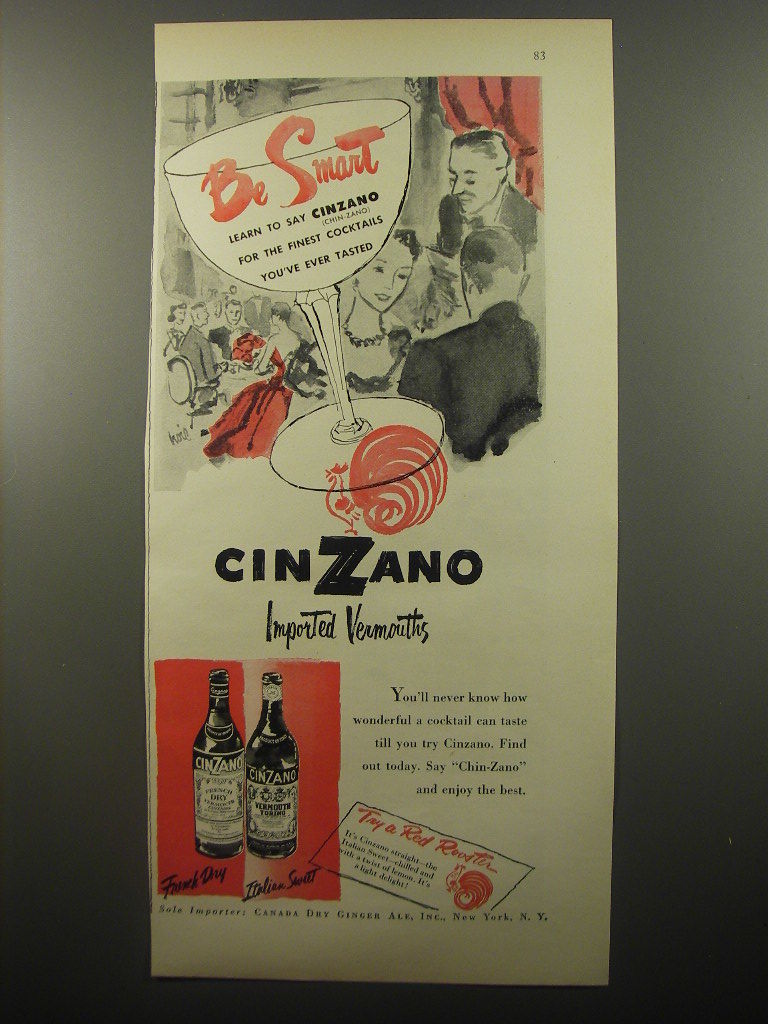 83
Be Smart
LEARN TO SAY CINZANO
(CHIN-ZANO)
FOR THE FINEST COCKTAILS
YOU'VE EVER TASTED
CINZANO
Imported Vermouths
You'll never know how
wonderful a cocktail can taste
till you try Cinzano. Find
out today. Say "Chin-Zano"
and enjoy the best.
CINZANO
FRENCH
DRY
VERMOUTH
CINZANO
VERMOUTH
TORINO
French Dry
Italian Sweet
Try a Red Rooster
It's Cinzano straight—the
Italian Sweet—chilled and
with a twist of lemon. It's
a light delight!
Sole Importer: CANADA DRY GINGER ALE, INC., New York, N. Y.